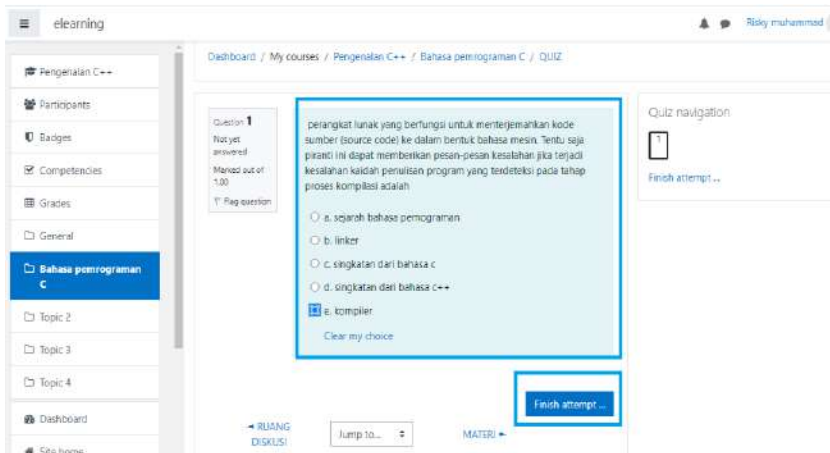 elearning
Risky muhammad
Pengenalan C++
Participants
Badges
Competencies
Grades
General
Bahasa pemrograman
C
Topic 2
Topic 3
Topic 4
Dashboard
Site home
Dashboard / My courses / Pengenalan C++ / Bahasa pemrograman C / QUIZ
Question 1
Not yet
answered
Marked out of
1.00
Flag question
perangkat lunak yang berfungsi untuk menterjemahkan kode
sumber (source code) ke dalam bentuk bahasa mesin. Tentu saja
piranti ini dapat memberikan pesan-pesan kesalahan jika terjadi
kesalahan kaidah penulisan program yang terdeteksi pada tahap
proses kompilasi adalah
a. sejarah bahasa pemograman
b. linker
c. singkatan dari bahasa c
d. singkatan dari bahasa c++
e. kompiler
Clear my choice
Finish attempt ...
◄ RUANG
DISKUSI
Jump to...
MATERI ►
Quiz navigation
1
Finish attempt ...